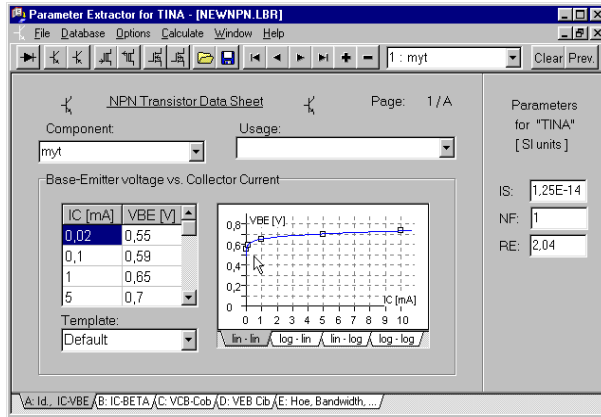 Parameter Extractor for TINA - [NEWNPN.LBR]
File Database Options Calculate Window Help
1 : myt Clear Prev.
NPN Transistor Data Sheet Page: 1/A
Component: Usage:
myt
Base-Emitter voltage vs. Collector Current
IC [mA] VBE [V]
0,02 0,55
0,1 0,59
1 0,65
5 0,7
Template:
Default
VBE [V]
0,8
0,6
0,4
0,2
0
IC [mA]
0 1 2 3 4 5 6 7 8 9 10
lin - lin log - lin lin - log log - log
Parameters
for "TINA"
[ SI units ]
IS: 1,25E-14
NF: 1
RE: 2,04
A: Id., IC-VBE B: IC-BETA C: VCB-Cob D: VEB Cib E: Hoe, Bandwidth, ...